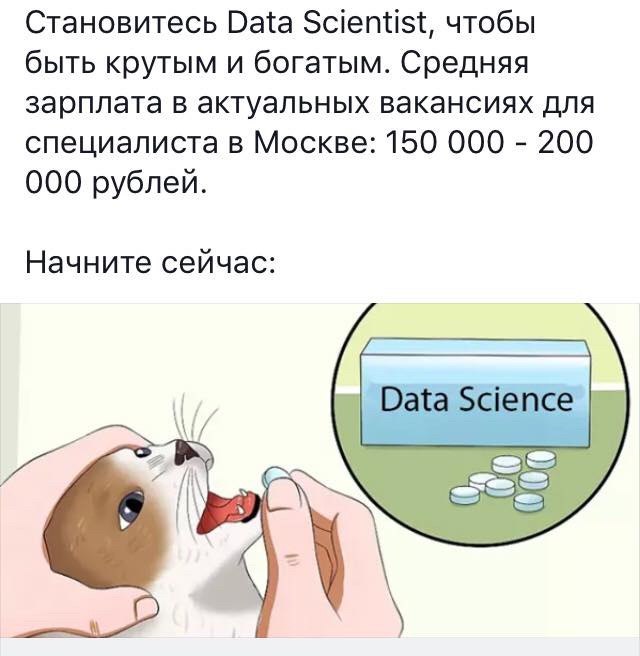 Становитесь Data Scientist, чтобы
быть крутым и богатым. Средняя
зарплата в актуальных вакансиях для
специалиста в Москве: 150 000 - 200
000 рублей.
Начните сейчас:
Data Science